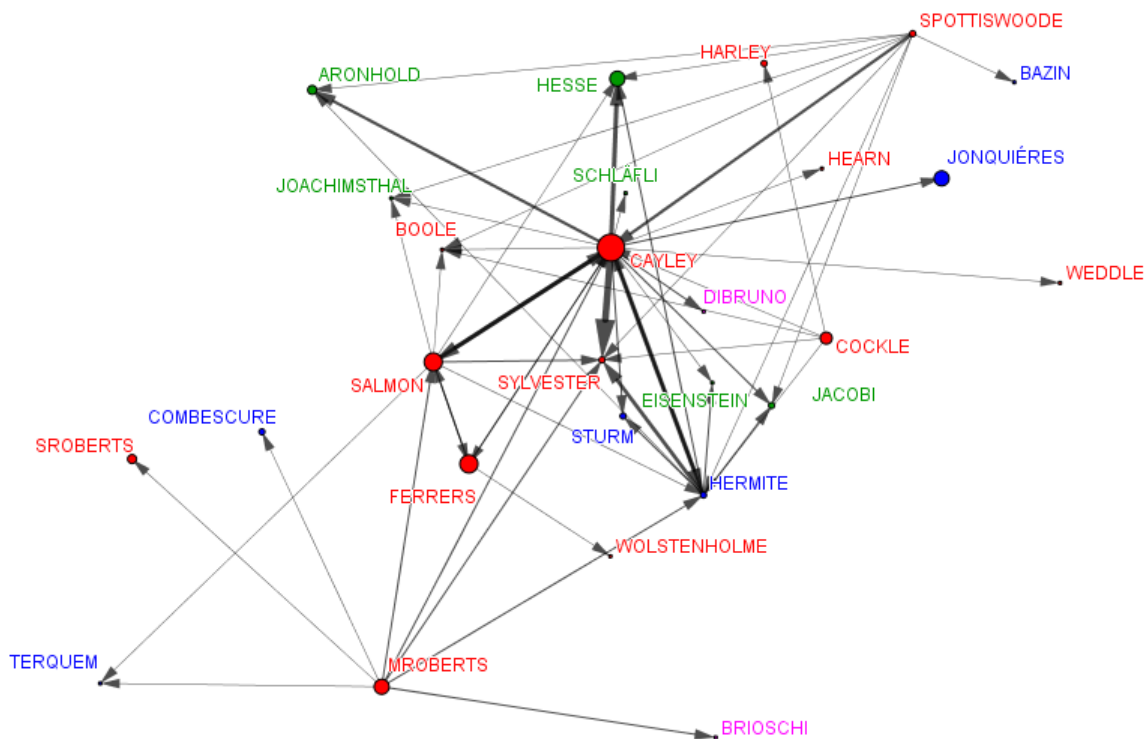 SPOTTISWOODE
HARLEY
ARONHOLD
HESSE
BAZIN
HEARN
JONQUIÉRES
SCHLÄFLI
JOACHIMSTHAL
BOOLE
CAYLEY
WEDDLE
DIBRUNO
COCKLE
SALMON
SYLVESTER
EISENSTEIN
JACOBI
COMBESCURE
STURM
SROBERTS
HERMITE
FERRERS
WOLSTENHOLME
TERQUEM
MROBERTS
BRIOSCHI